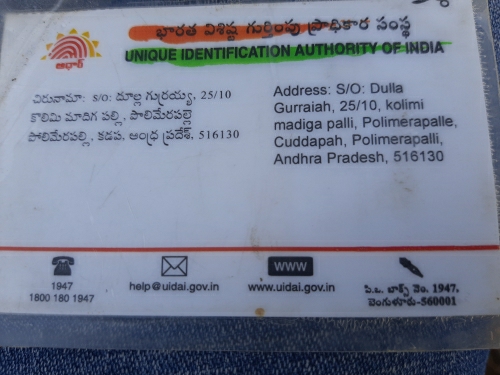 భారత విశిష్ట గుర్తింపు ప్రాధికార సంస్థ
UNIQUE IDENTIFICATION AUTHORITY OF INDIA
ఆధార్
చిరునామా: S/O: దూల్ల గుర్రయ్య, 25/10
కొలిమి మాదిగ పల్లి, పొలిమేరపల్లె
పోలిమేరపల్లి, కడప, ఆంధ్ర ప్రదేశ్, 516130
Address: S/O: Dulla
Gurraiah, 25/10, kolimi
madiga palli, Polimerapalle,
Cuddapah, Polimerapalli,
Andhra Pradesh, 516130
1947
1800 180 1947
help@uidai.gov.in
WWW
www.uidai.gov.in
పి.ఒ. బాక్స్ నెం. 1947,
బెంగుళూరు-560001